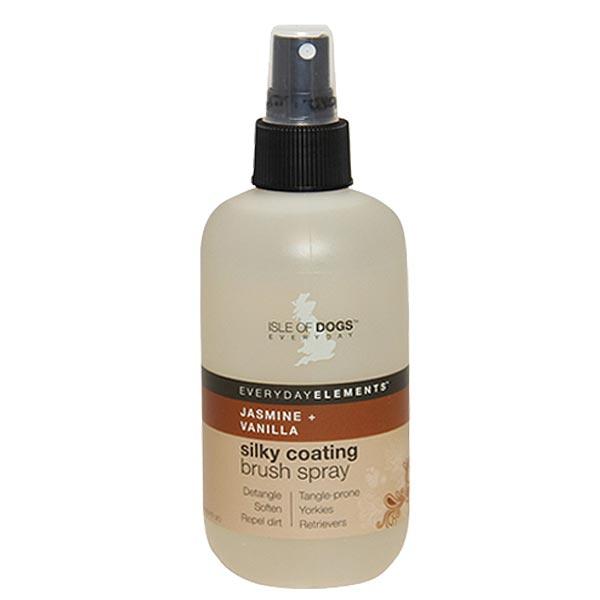 ISLE OF DOGS™
EVERYDAY
EVERYDAYELEMENTS™
JASMINE +
VANILLA
silky coating
brush spray
Detangle
Soften
Repel dirt
Tangle-prone
Yorkies
Retrievers